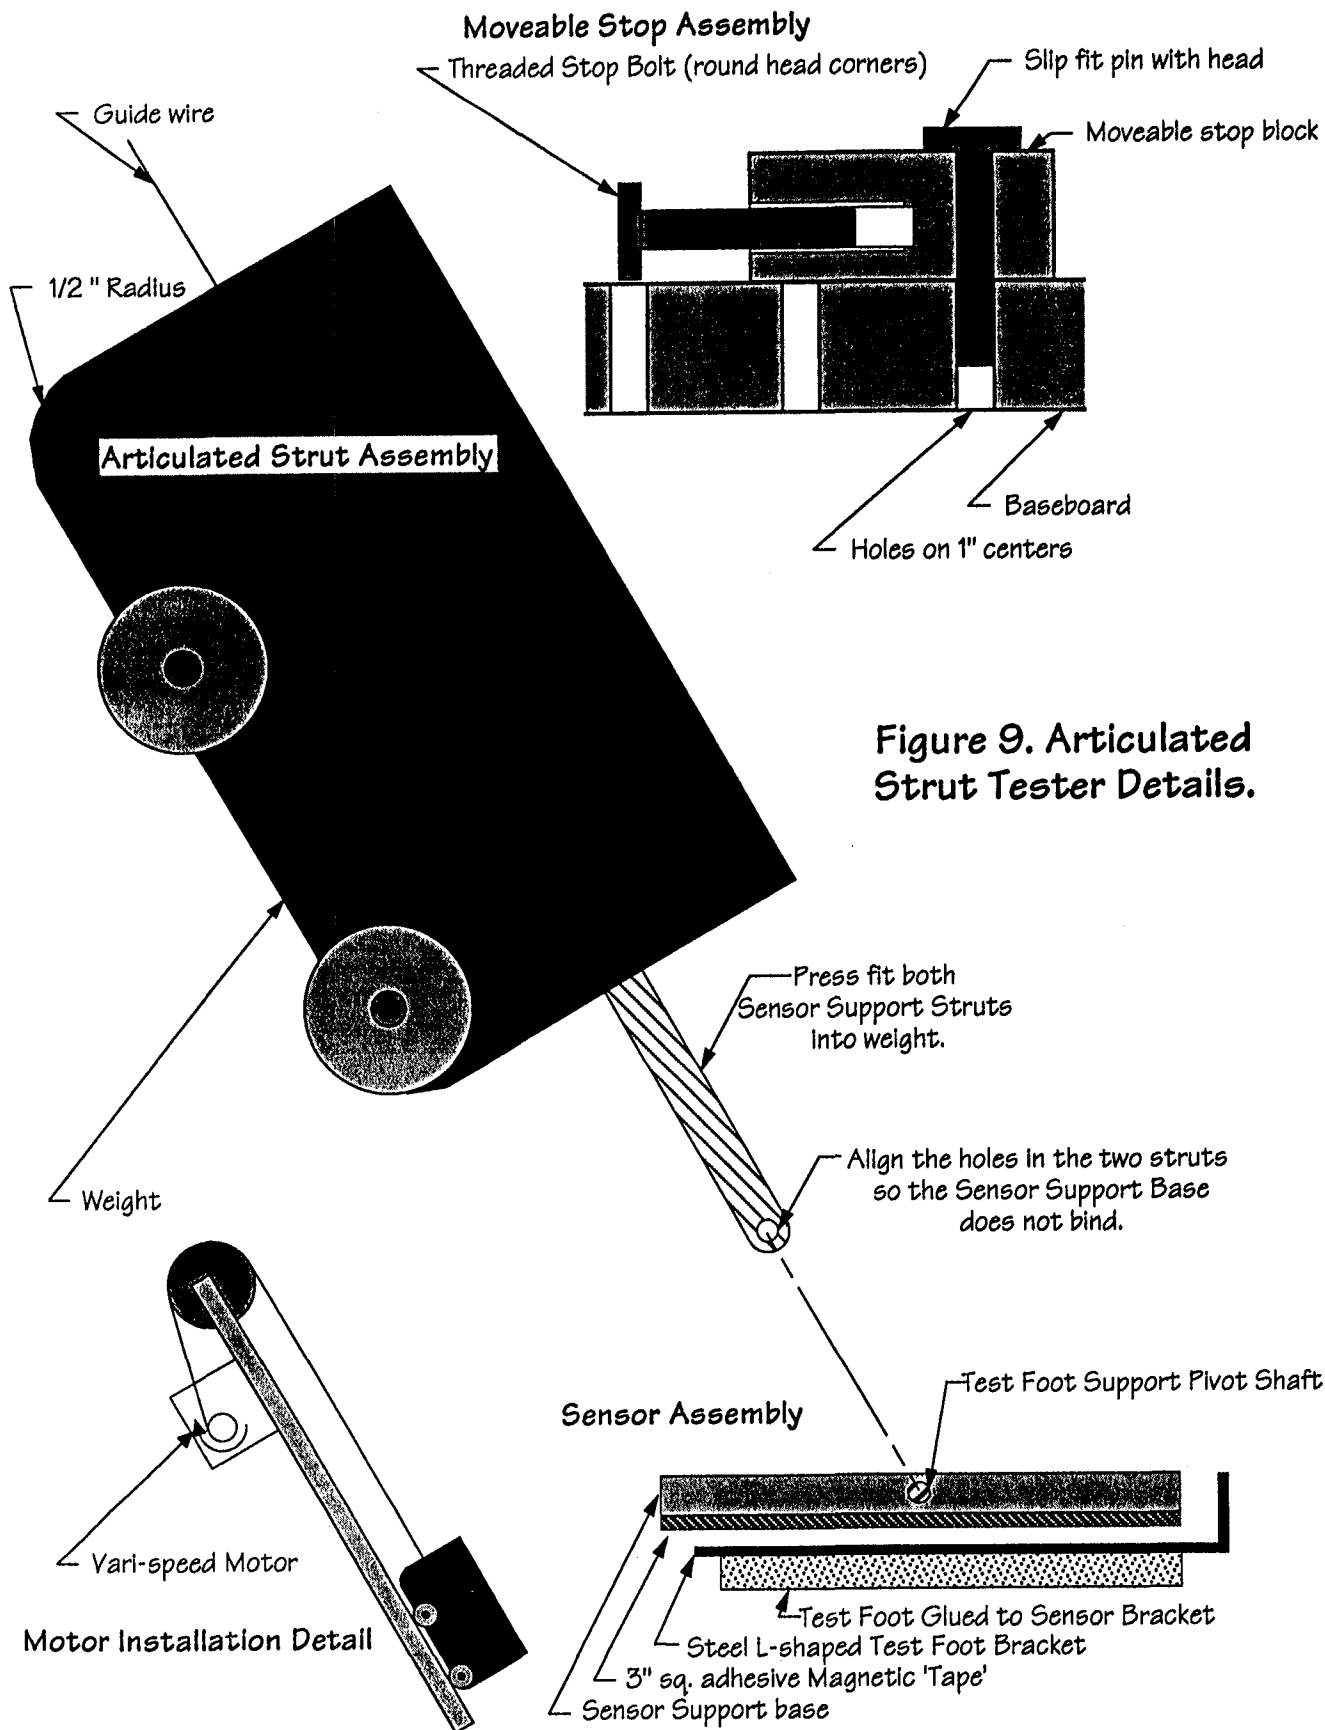 Moveable Stop Assembly
Threaded Stop Bolt (round head corners)
Slip fit pin with head
Guide wire
Moveable stop block
1/2 " Radius
Articulated Strut Assembly
Baseboard
Holes on 1" centers
Figure 9. Articulated
Strut Tester Details.
Press fit both
Sensor Support Struts
into weight.
Align the holes in the two struts
so the Sensor Support Base
does not bind.
Weight
Test Foot Support Pivot Shaft
Sensor Assembly
Vari-speed Motor
Motor Installation Detail
Test Foot Glued to Sensor Bracket
Steel L-shaped Test Foot Bracket
3" sq. adhesive Magnetic 'Tape'
Sensor Support base